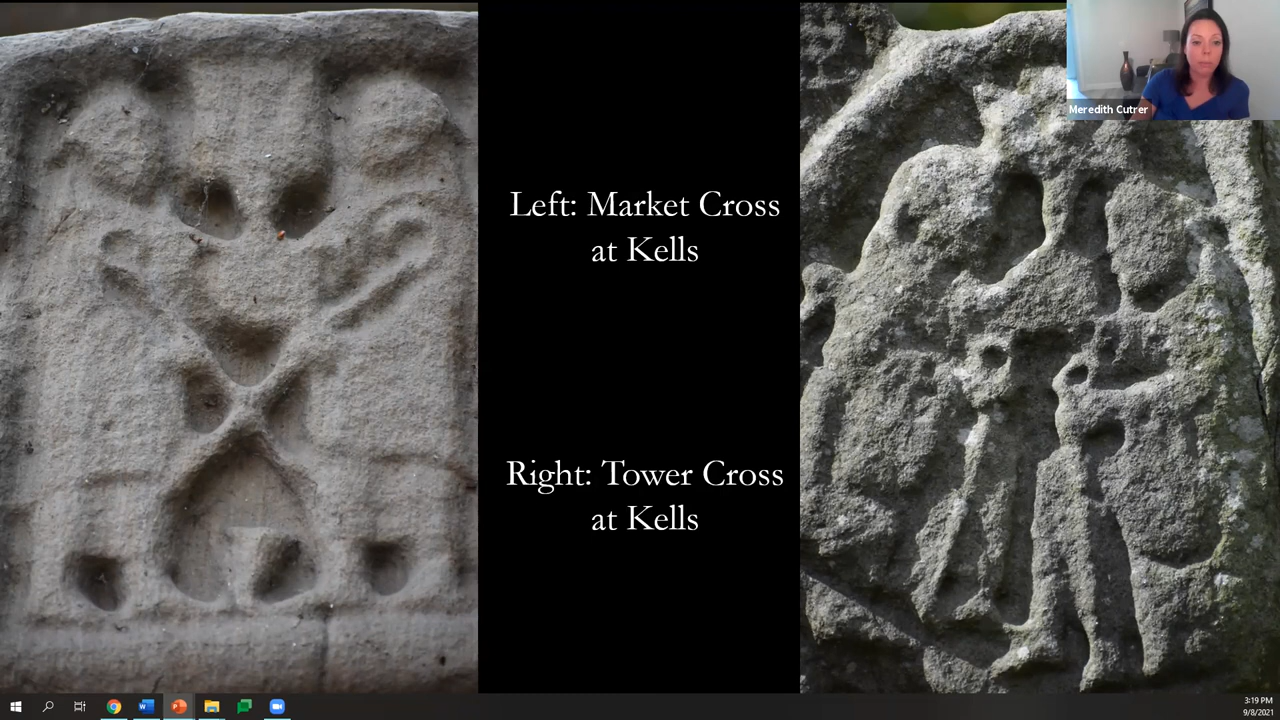 Meredith Cutrer
Left: Market Cross
at Kells
Right: Tower Cross
at Kells
3:19 PM
9/8/2021